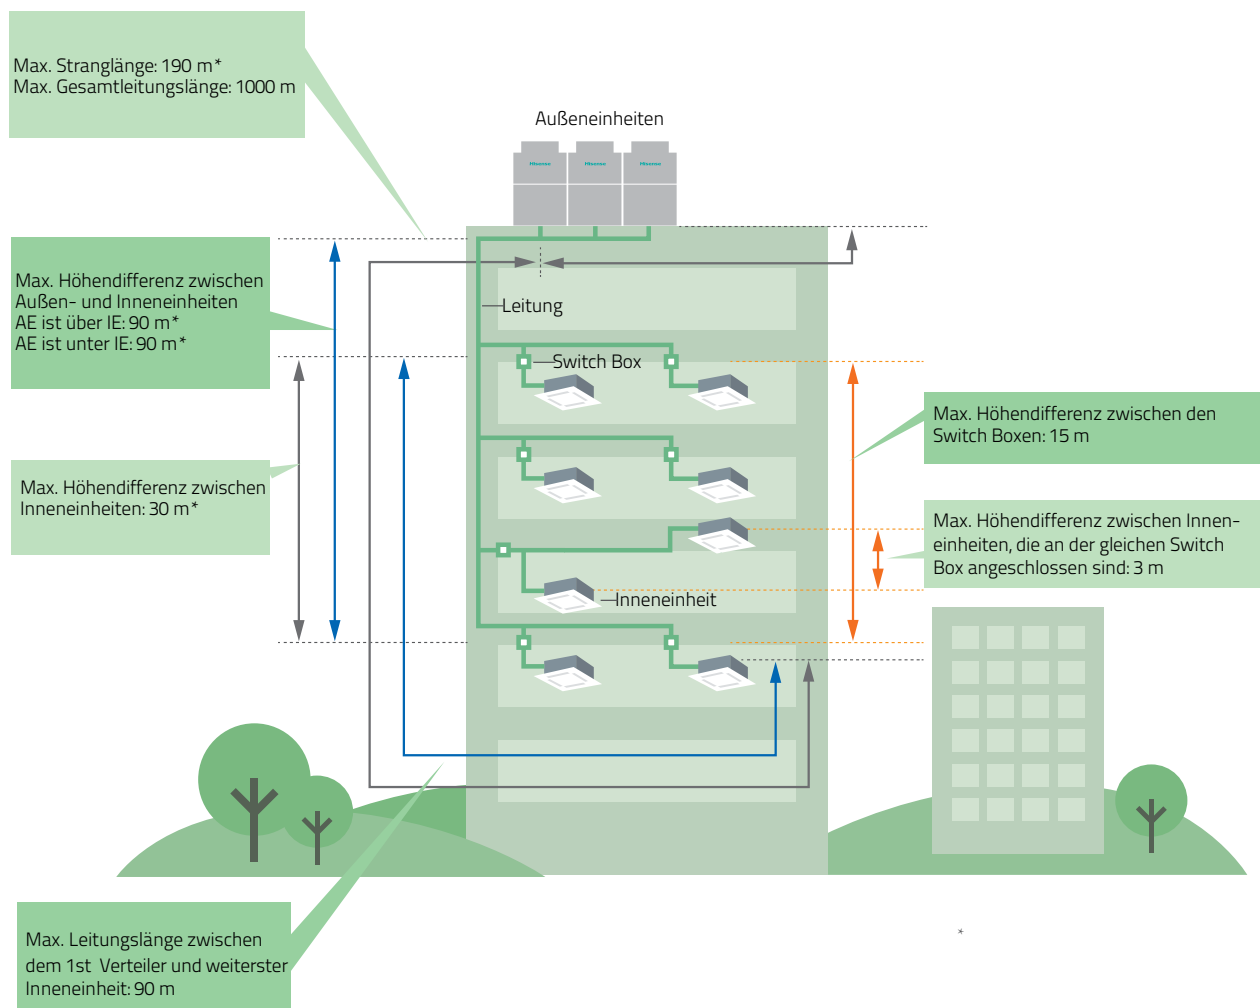 Max. Stranglänge: 190 m*
Max. Gesamtleitungslänge: 1000 m
Außeneinheiten
Hisense Hisense Hisense
Max. Höhendifferenz zwischen
Außen- und Inneneinheiten
AE ist über IE: 90 m*
AE ist unter IE: 90 m*
Leitung
Switch Box
Max. Höhendifferenz zwischen den
Switch Boxen: 15 m
Max. Höhendifferenz zwischen
Inneneinheiten: 30 m*
Max. Höhendifferenz zwischen Innen-
einheiten, die an der gleichen Switch
Box angeschlossen sind: 3 m
Inneneinheit
Max. Leitungslänge zwischen
dem 1st Verteiler und weiterster
Inneneinheit: 90 m
*